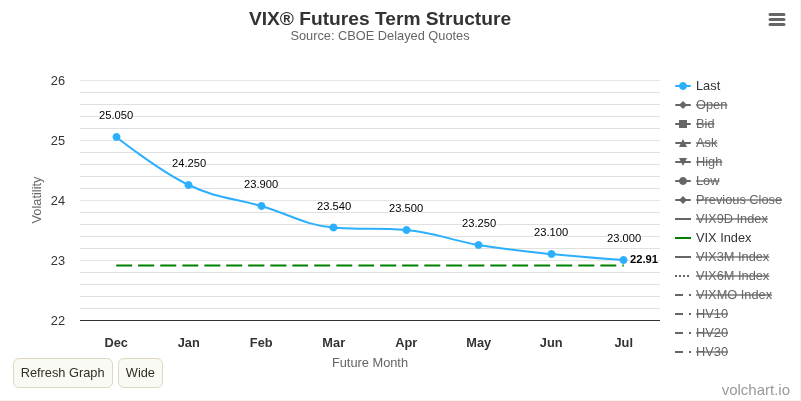 VIX® Futures Term Structure
Source: CBOE Delayed Quotes
26
25
24
23
22
Volatility
25.050
24.250
23.900
23.540
23.500
23.250
23.100
23.000
22.91
Dec Jan Feb Mar Apr May Jun Jul
Future Month
Last
Open
Bid
Ask
High
Low
Previous Close
VIX9D Index
VIX Index
VIX3M Index
VIX6M Index
VIXMO Index
HV10
HV20
HV30
Refresh Graph Wide
volchart.io